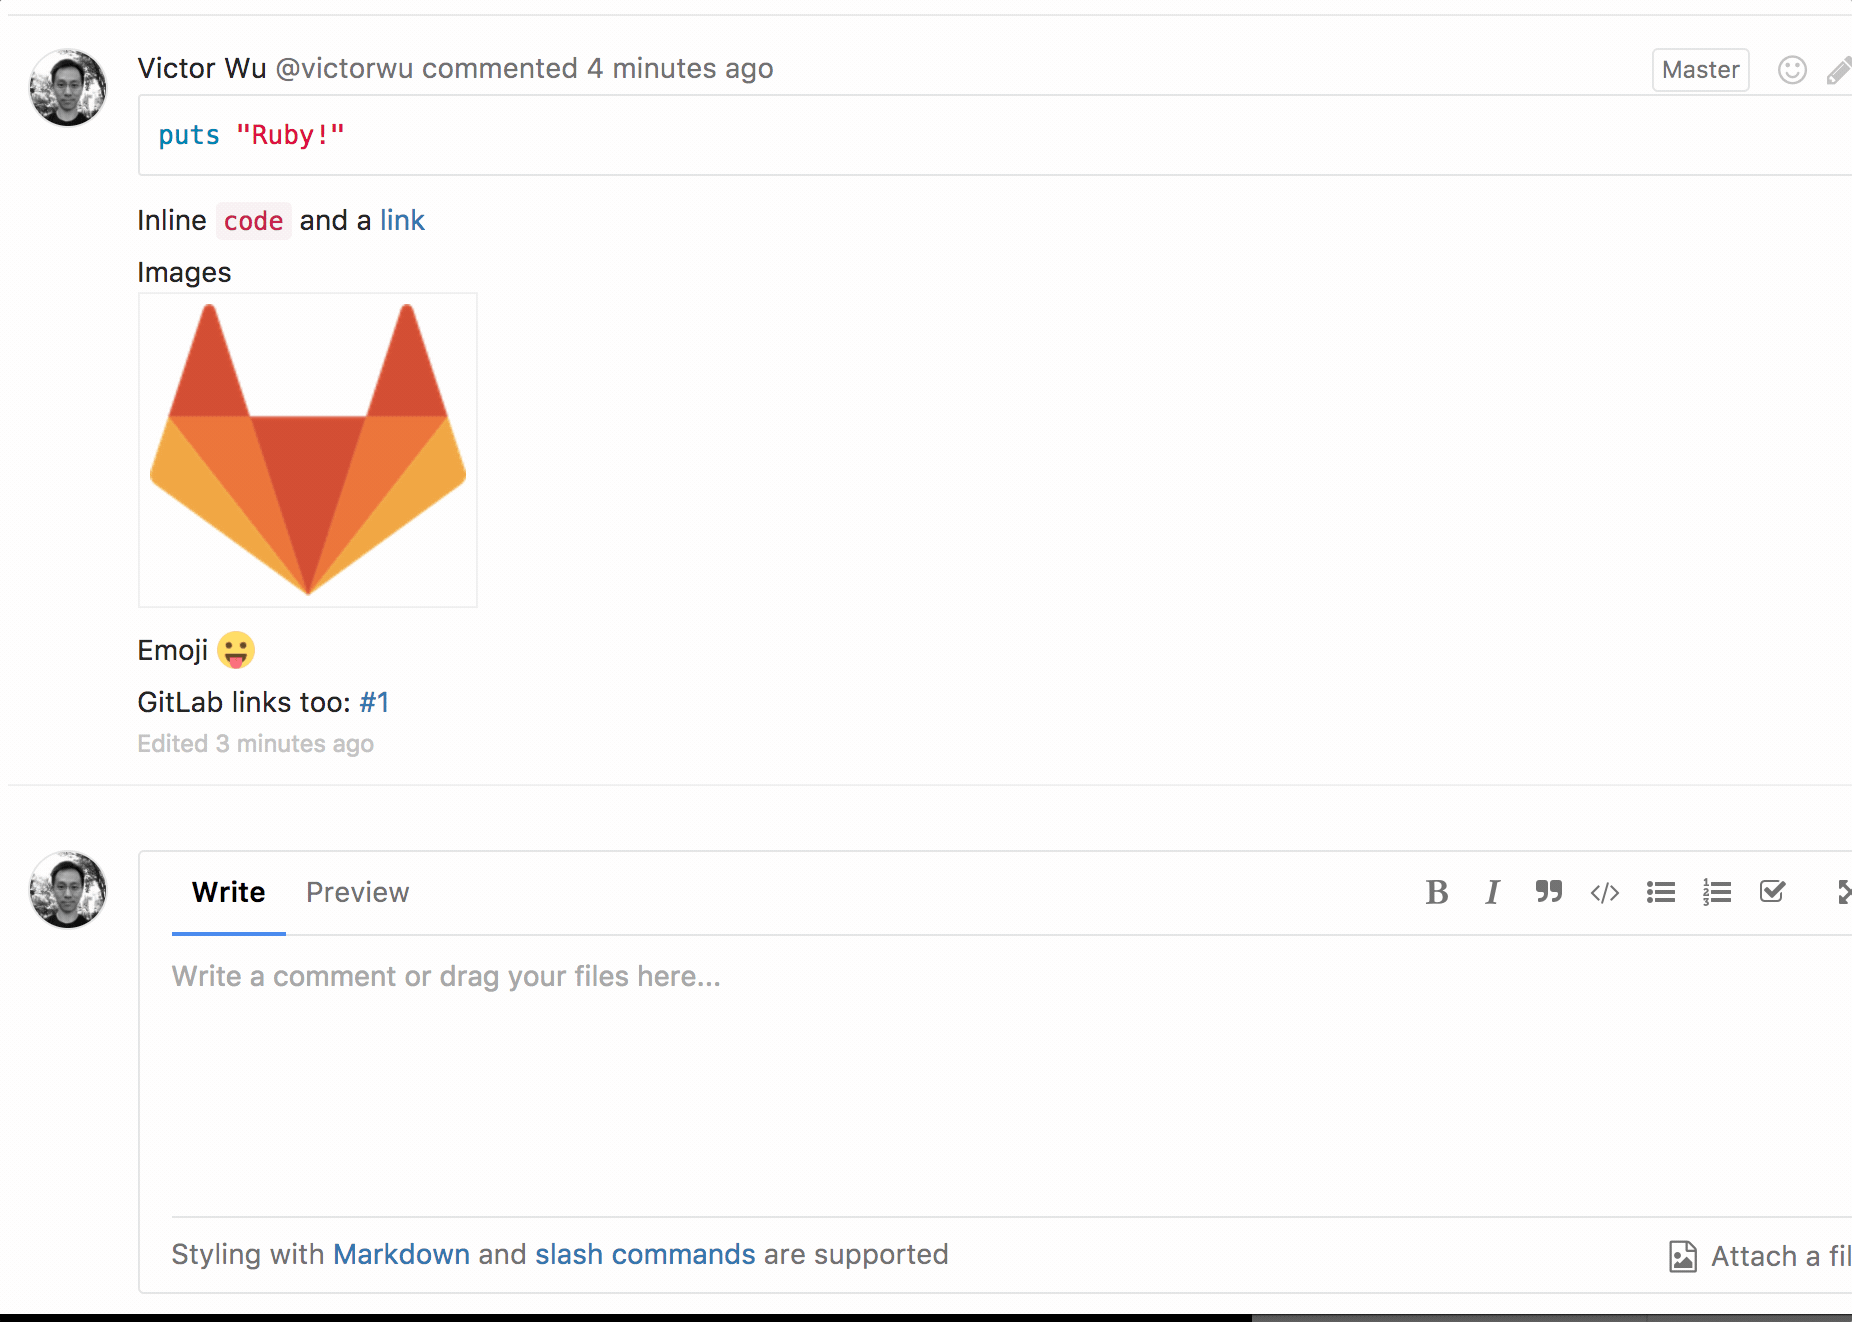 Victor Wu @victorwu commented 4 minutes ago
Master
puts "Ruby!"
Inline code and a link
Images
Emoji
GitLab links too: #1
Edited 3 minutes ago
Write Preview
B I
Write a comment or drag your files here...
Styling with Markdown and slash commands are supported
Attach a fil